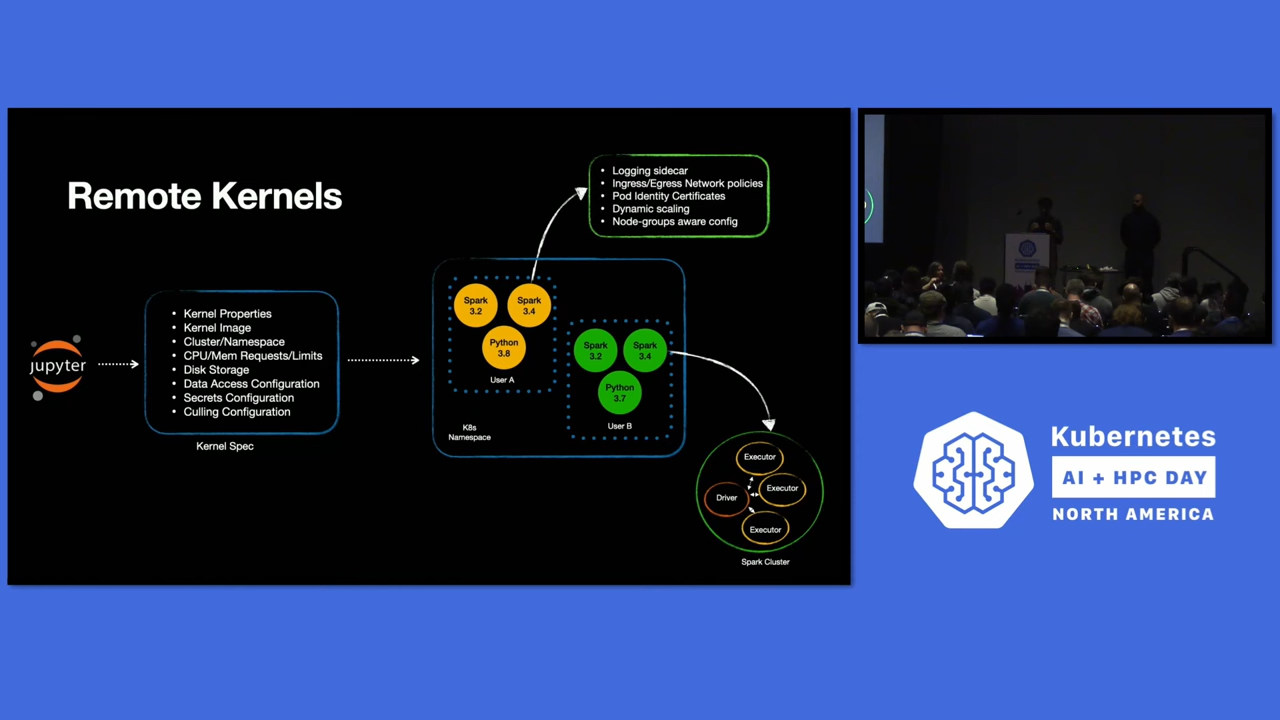 Remote Kernels
jupyter
• Kernel Properties
• Kernel Image
• Cluster/Namespace
• CPU/Mem Requests/Limits
• Disk Storage
• Data Access Configuration
• Secrets Configuration
• Culling Configuration
Kernel Spec
• Logging sidecar
• Ingress/Egress Network policies
• Pod Identity Certificates
• Dynamic scaling
• Node-groups aware config
Spark
3.2
Spark
3.4
Python
3.8
User A
Spark
3.2
Spark
3.4
Python
3.7
User B
K8s
Namespace
Executor
Executor
Driver
Executor
Spark Cluster
Kubernetes
AI + HPC DAY
NORTH AMERICA